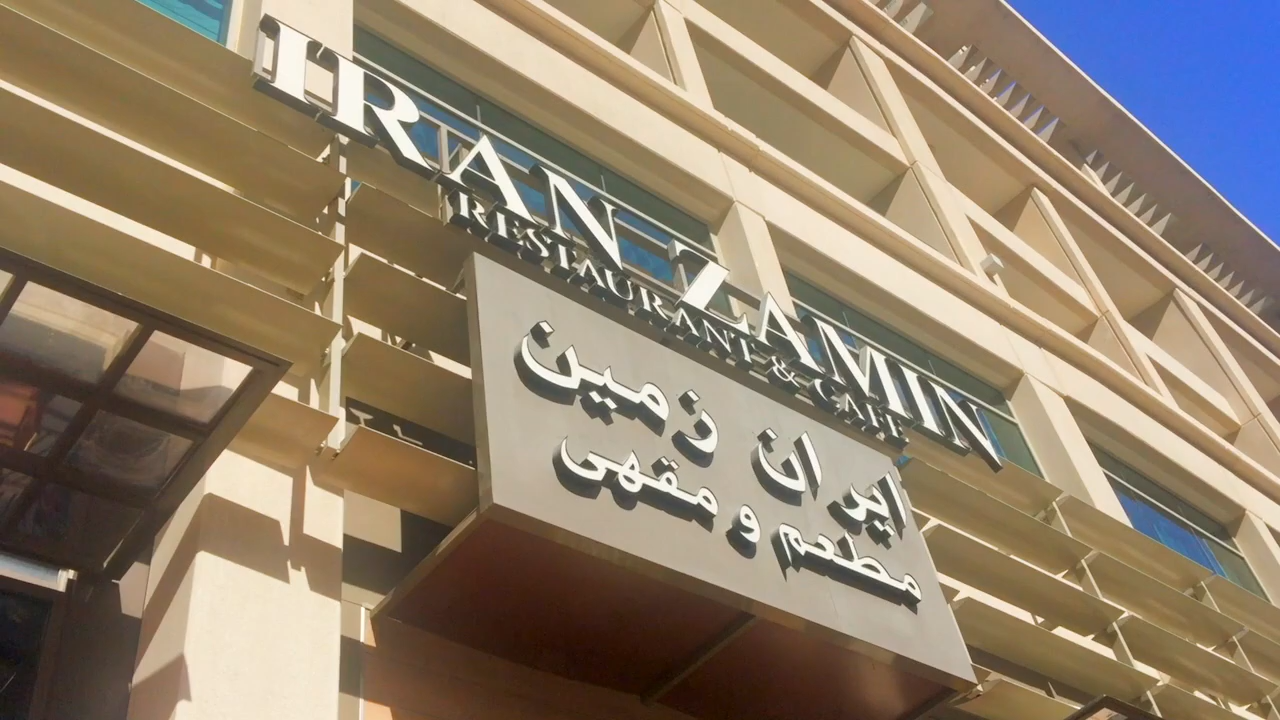 IRAN ZAMIN
RESTAURANT & CAFE
ایران زمین
مطعم و مقهى